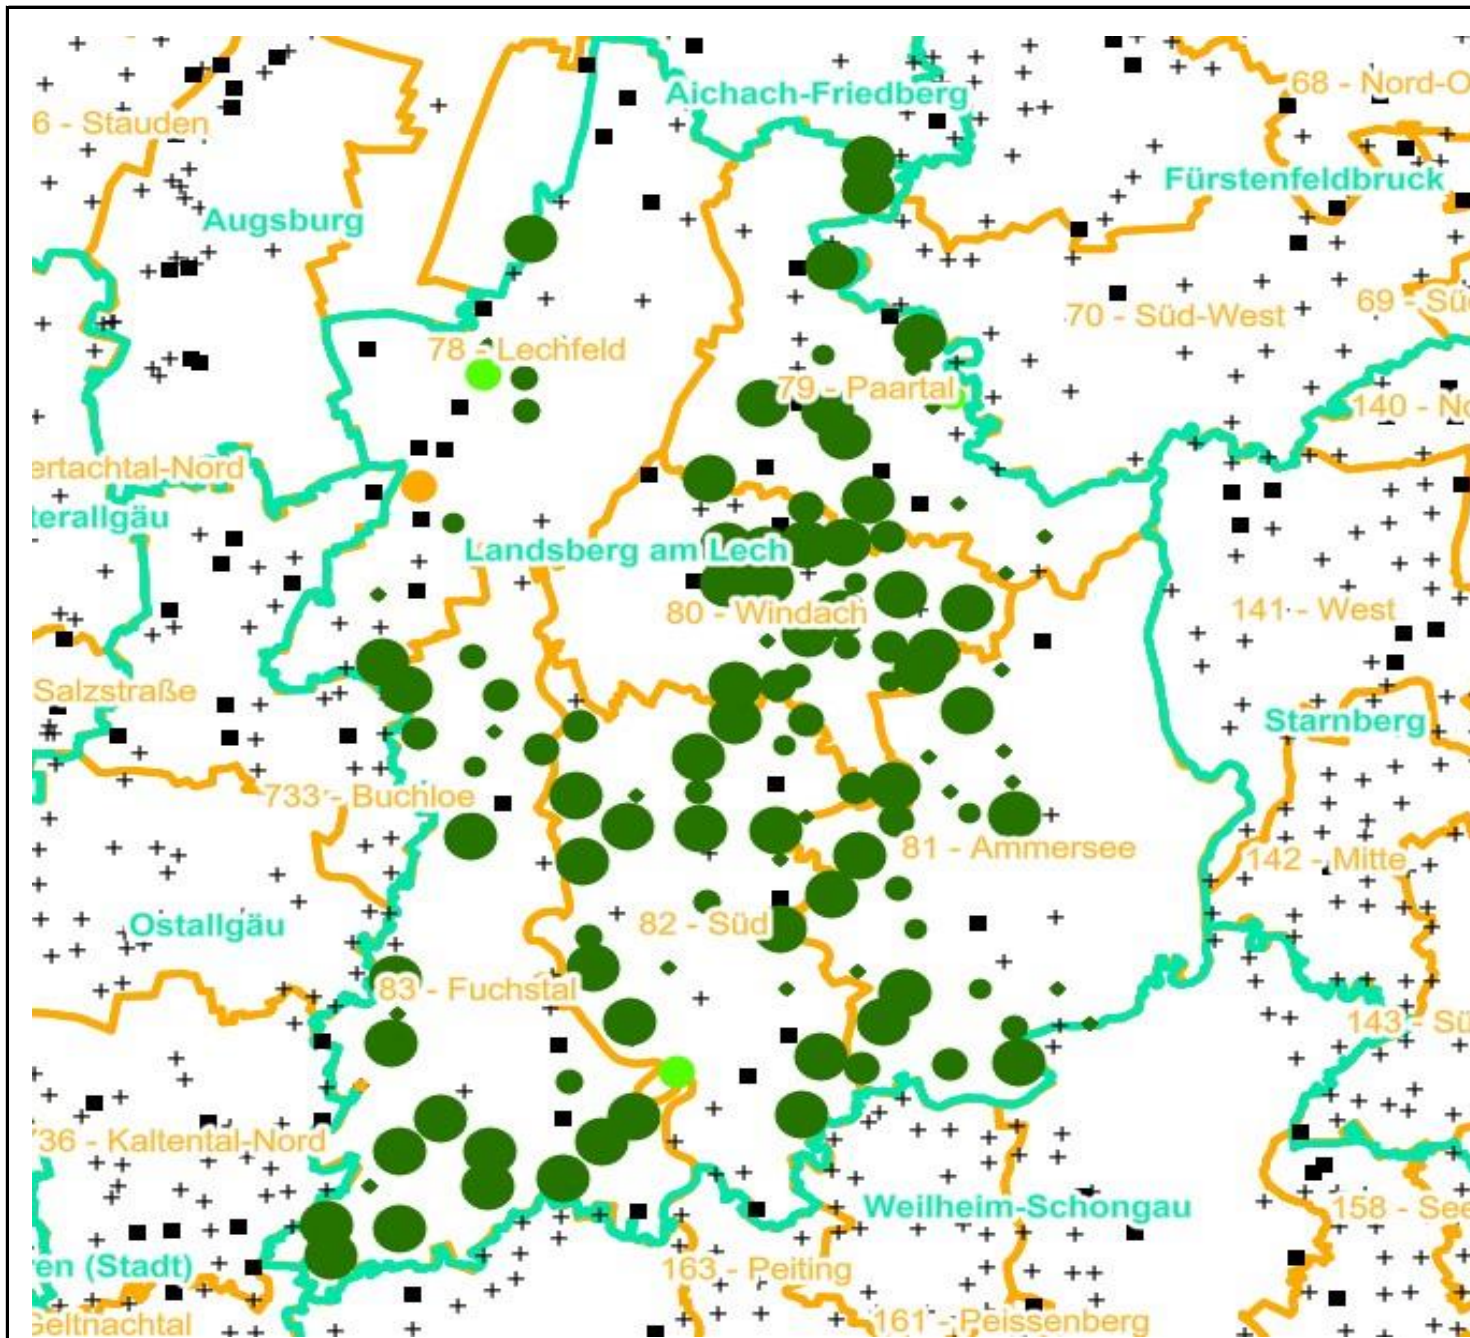 Aichach-Friedberg
68 - Nord-O
6 - Stauden
Fürstenfeldbruck
Augsburg
69 - Sü
70 - Süd-West
78 - Lechfeld
79 - Paartal
140 - No
ertachtal-Nord
terallgäu
Landsberg am Lech
80 - Windach
141 - West
Salzstraße
Starnberg
733 - Buchloe
81 - Ammersee
142 - Mitte
82 - Süd
Ostallgäu
83 - Fuchstal
143 - Sü
736 - Kaltental-Nord
Weilheim-Schongau
158 - See
ren (Stadt)
163 - Peiting
Geltnachtal
161 - Peissenberg